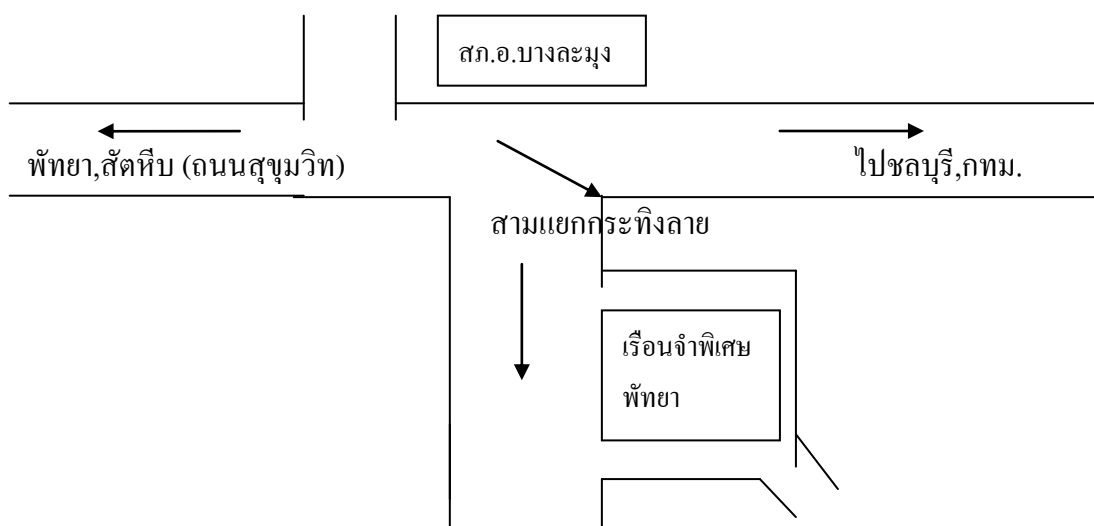 สภ.อ.บางละมุง
พัทยา,สัตหีบ (ถนนสุขุมวิท)
ไปชลบุรี,กทม.
สามแยกกระทิงลาย
เรือนจำพิเศษ
พัทยา